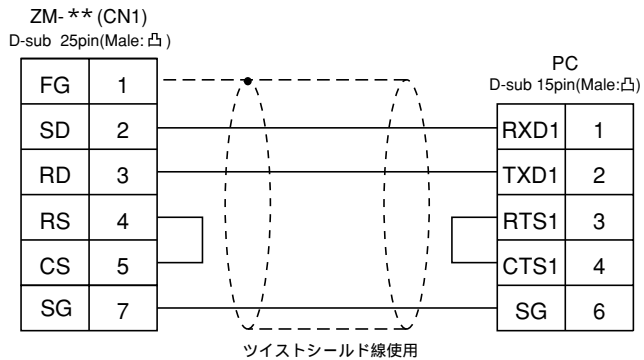 ZM-** (CN1)
D-sub 25pin(Male:凸)
PC
D-sub 15pin(Male:凸)
FG 1
SD 2 RXD1 1
RD 3 TXD1 2
RS 4 RTS1 3
CS 5 CTS1 4
SG 7 SG 6
ツイストシールド線使用